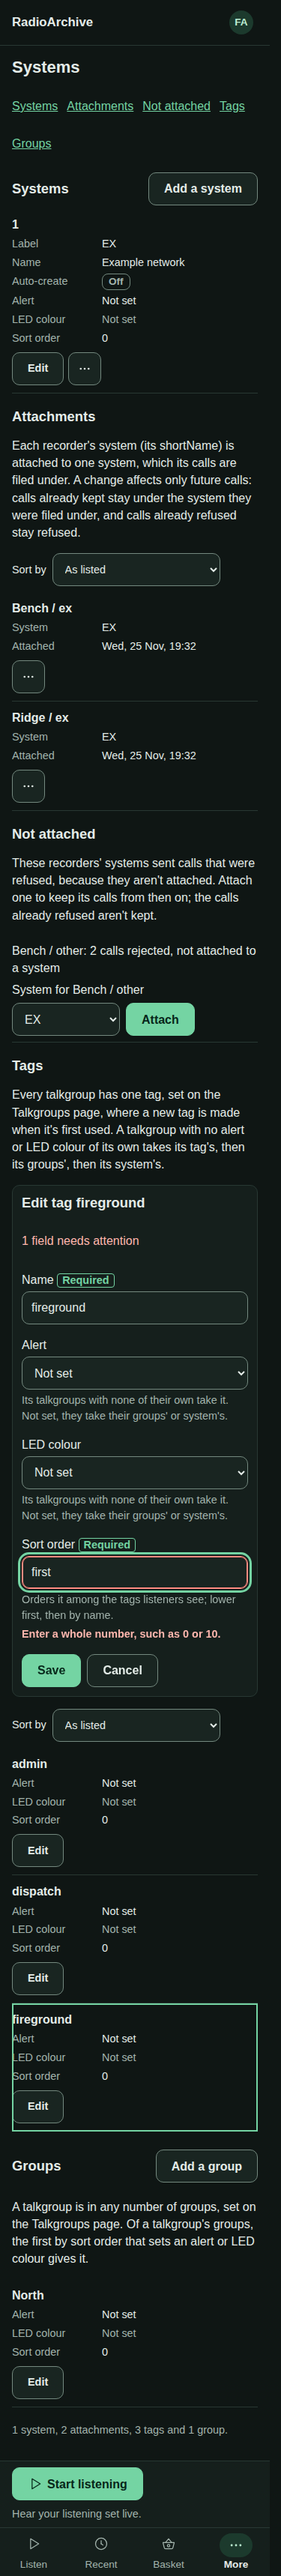 RadioArchive
FA
Systems
Systems Attachments Not attached Tags
Groups
Systems
Add a system
1
Label EX
Name Example network
Auto-create Off
Alert Not set
LED colour Not set
Sort order 0
Edit ...
Attachments
Each recorder's system (its shortName) is
attached to one system, which its calls are
filed under. A change affects only future calls:
calls already kept stay under the system they
were filed under, and calls already refused
stay refused.
Sort by As listed
Bench / ex
System EX
Attached Wed, 25 Nov, 19:32
...
Ridge / ex
System EX
Attached Wed, 25 Nov, 19:32
...
Not attached
These recorders' systems sent calls that were
refused, because they aren't attached. Attach
one to keep its calls from then on; the calls
already refused aren't kept.
Bench / other: 2 calls rejected, not attached to
a system
System for Bench / other
EX Attach
Tags
Every talkgroup has one tag, set on the
Talkgroups page, where a new tag is made
when it's first used. A talkgroup with no alert
or LED colour of its own takes its tag's, then
its groups', then its system's.
Edit tag fireground
1 field needs attention
Name Required
fireground
Alert
Not set
Its talkgroups with none of their own take it.
Not set, they take their groups' or system's.
LED colour
Not set
Its talkgroups with none of their own take it.
Not set, they take their groups' or system's.
Sort order Required
first
Orders it among the tags listeners see; lower
first, then by name.
Enter a whole number, such as 0 or 10.
Save Cancel
Sort by As listed
admin
Alert Not set
LED colour Not set
Sort order 0
Edit
dispatch
Alert Not set
LED colour Not set
Sort order 0
Edit
fireground
Alert Not set
LED colour Not set
Sort order 0
Edit
Groups
Add a group
A talkgroup is in any number of groups, set on
the Talkgroups page. Of a talkgroup's groups,
the first by sort order that sets an alert or LED
colour gives it.
North
Alert Not set
LED colour Not set
Sort order 0
Edit
1 system, 2 attachments, 3 tags and 1 group.
Start listening
Hear your listening set live.
Listen Recent Basket More